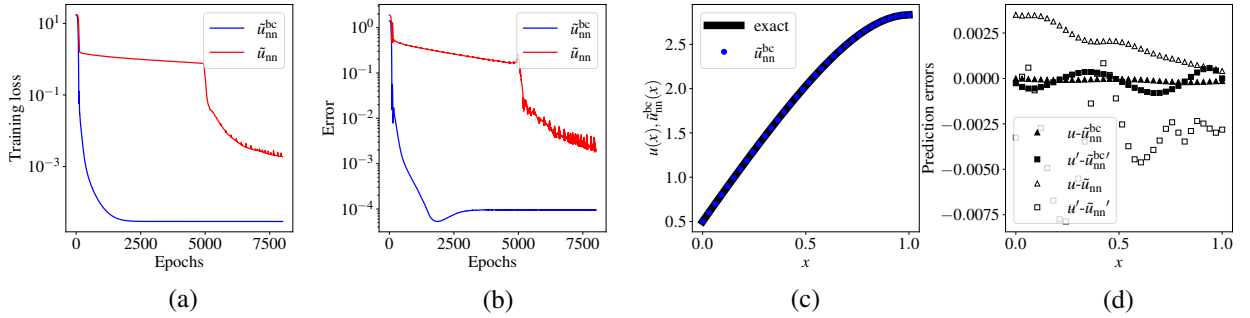 Training loss
10¹
10⁻¹
10⁻³
0
2500
5000
7500
Epochs
ũ_nn^bc
ũ_nn
(a)
Error
10⁰
10⁻¹
10⁻²
10⁻³
10⁻⁴
0
2500
5000
7500
Epochs
ũ_nn^bc
ũ_nn
(b)
u(x), ũ_nn^bc(x)
2.5
2.0
1.5
1.0
0.5
0.0
0.5
1.0
x
exact
ũ_nn^bc
(c)
Prediction errors
0.0025
0.0000
−0.0025
−0.0050
−0.0075
0.0
0.5
1.0
x
u-ũ_nn^bc
u′-ũ_nn^bc′
u-ũ_nn
u′-ũ_nn′
(d)